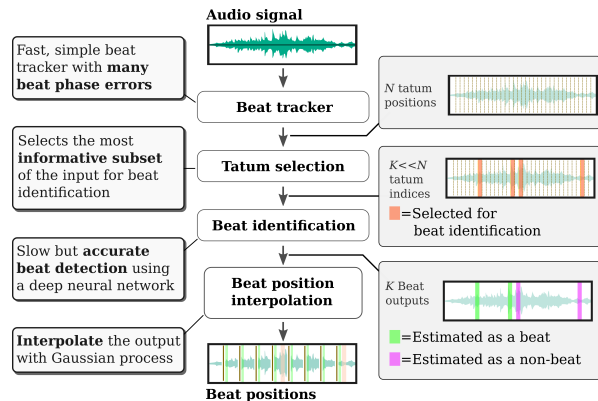 Audio signal
Fast, simple beat
tracker with many
beat phase errors
Beat tracker
N tatum
positions
Selects the most
informative subset
of the input for beat
identification
Tatum selection
K<<N
tatum
indices
=Selected for
beat identification
Beat identification
Slow but accurate
beat detection using
a deep neural network
Beat position
interpolation
K Beat
outputs
=Estimated as a beat
=Estimated as a non-beat
Interpolate the output
with Gaussian process
Beat positions